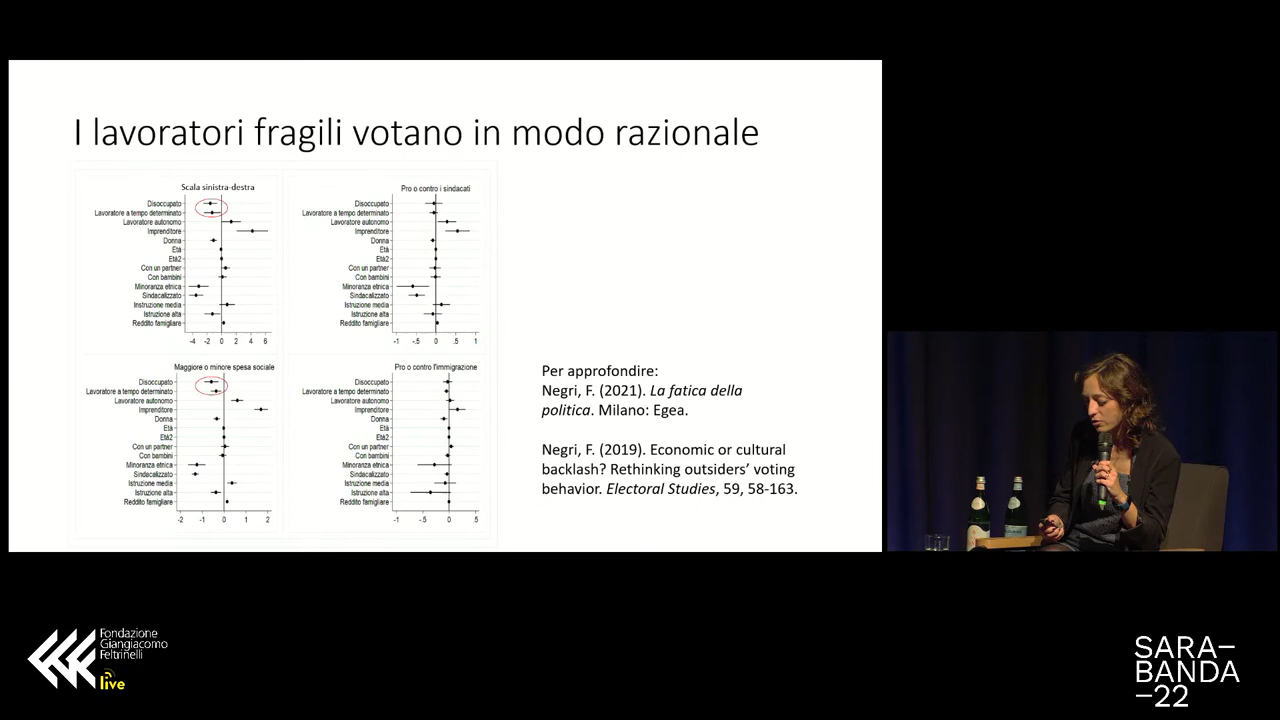 I lavoratori fragili votano in modo razionale
Scala sinistra-destra
Disoccupato
Lavoratore a tempo determinato
Lavoratore autonomo
Imprenditore
Donna
Età
Età2
Con un partner
Con bambini
Minoranza etnica
Sindacalizzato
Istruzione media
Istruzione alta
Reddito famigliare
-4 -2 0 2 4 6
Pro o contro i sindacati
Disoccupato
Lavoratore a tempo determinato
Lavoratore autonomo
Imprenditore
Donna
Età
Età2
Con un partner
Con bambini
Minoranza etnica
Sindacalizzato
Istruzione media
Istruzione alta
Reddito famigliare
-1 -.5 0 .5 1
Maggiore o minore spesa sociale
Disoccupato
Lavoratore a tempo determinato
Lavoratore autonomo
Imprenditore
Donna
Età
Età2
Con un partner
Con bambini
Minoranza etnica
Sindacalizzato
Istruzione media
Istruzione alta
Reddito famigliare
-2 -1 0 1 2
Pro o contro l'immigrazione
Disoccupato
Lavoratore a tempo determinato
Lavoratore autonomo
Imprenditore
Donna
Età
Età2
Con un partner
Con bambini
Minoranza etnica
Sindacalizzato
Istruzione media
Istruzione alta
Reddito famigliare
-1 -.5 0 .5
Per approfondire:
Negri, F. (2021). La fatica della
politica. Milano: Egea.
Negri, F. (2019). Economic or cultural
backlash? Rethinking outsiders' voting
behavior. Electoral Studies, 59, 58-163.
Fondazione
Giangiacomo
Feltrinelli
live
SARA–
BANDA
–22